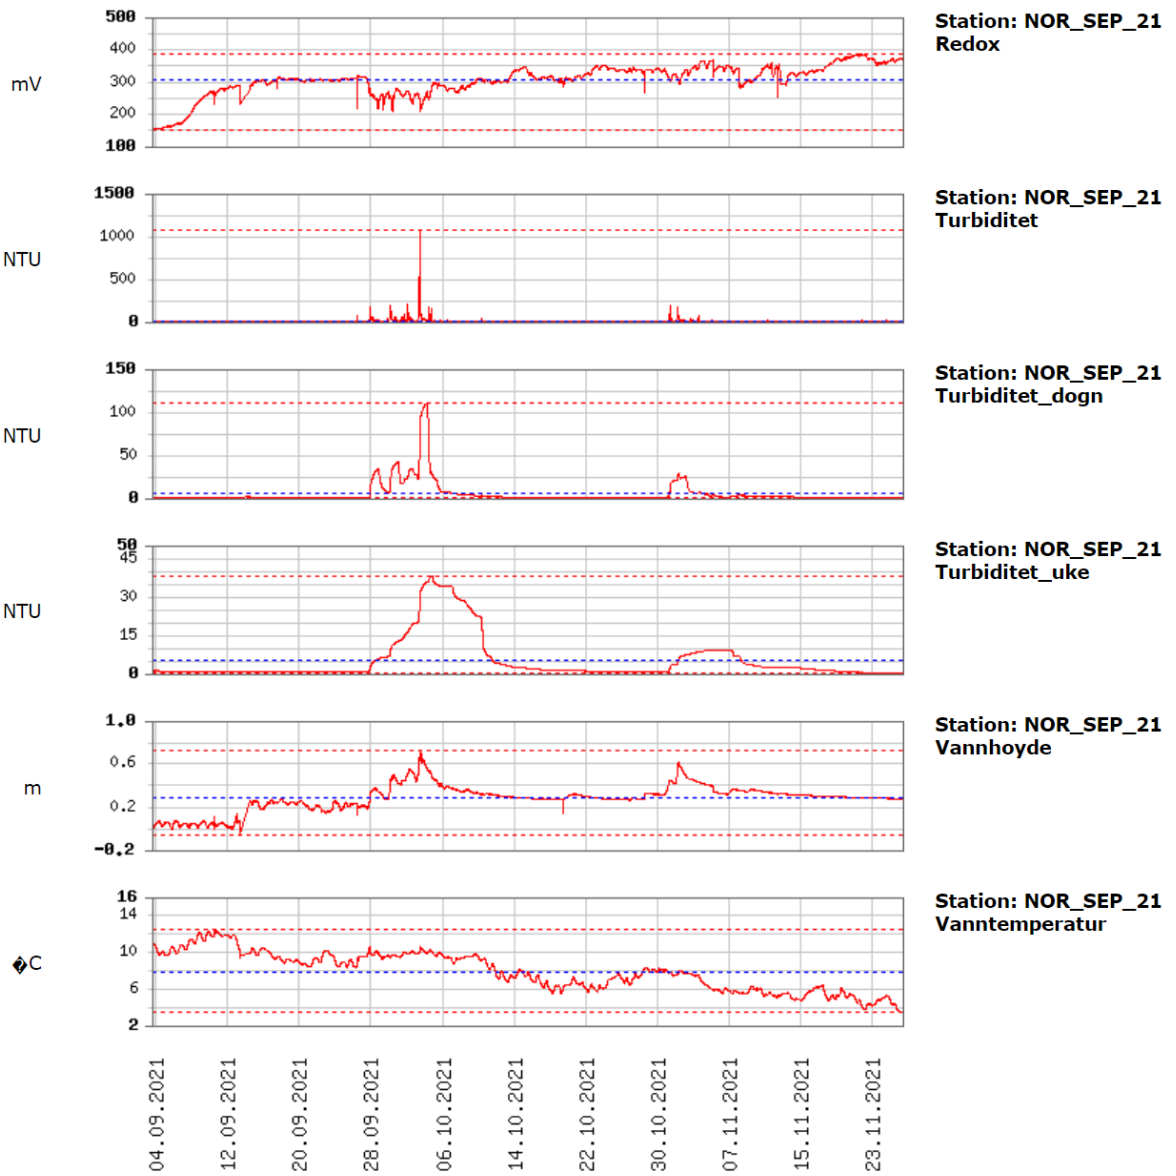 500
400
300
200
100
mV
Station: NOR_SEP_21
Redox
1500
1000
500
0
NTU
Station: NOR_SEP_21
Turbiditet
150
100
50
0
NTU
Station: NOR_SEP_21
Turbiditet_dogn
50
45
30
15
0
NTU
Station: NOR_SEP_21
Turbiditet_uke
1.0
0.6
0.2
-0.2
m
Station: NOR_SEP_21
Vannhoyde
16
14
10
6
2
�C
Station: NOR_SEP_21
Vanntemperatur
04.09.2021
12.09.2021
20.09.2021
28.09.2021
06.10.2021
14.10.2021
22.10.2021
30.10.2021
07.11.2021
15.11.2021
23.11.2021